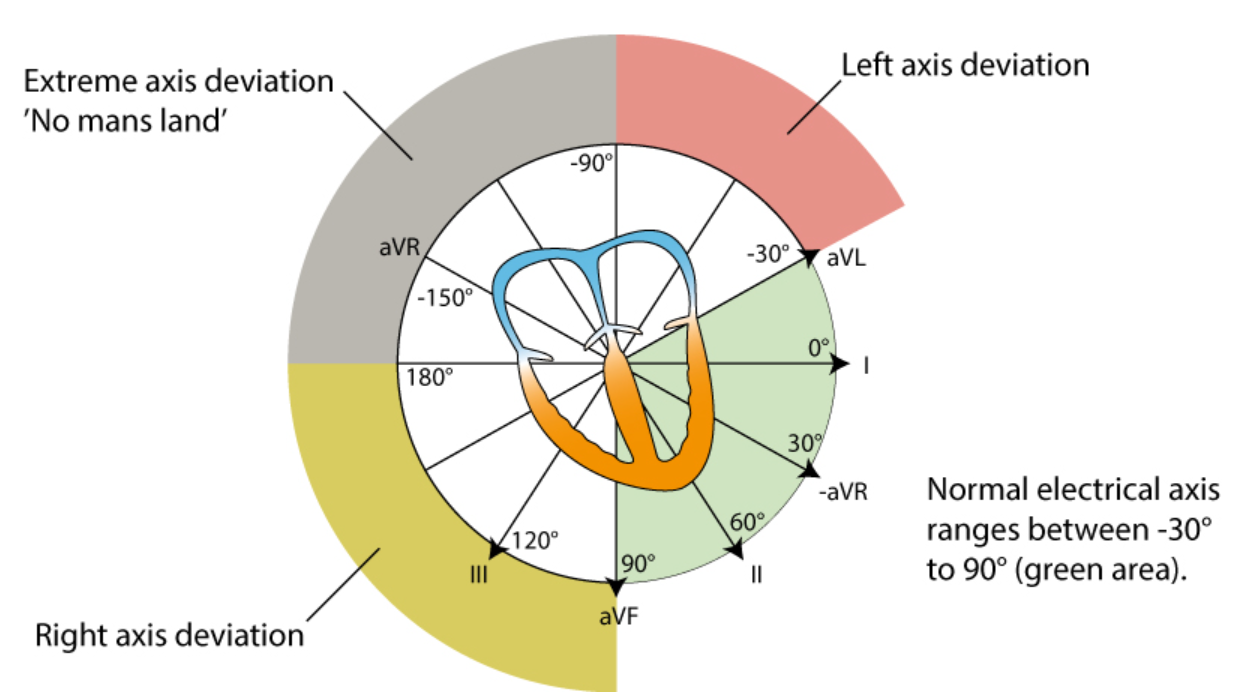 Left axis deviation
Extreme axis deviation
’No mans land’
-90°
aVR
-30°
aVL
-150°
0°
I
180°
30°
-aVR
Normal electrical axis
ranges between -30°
to 90° (green area).
60°
120°
90°
III
II
aVF
Right axis deviation